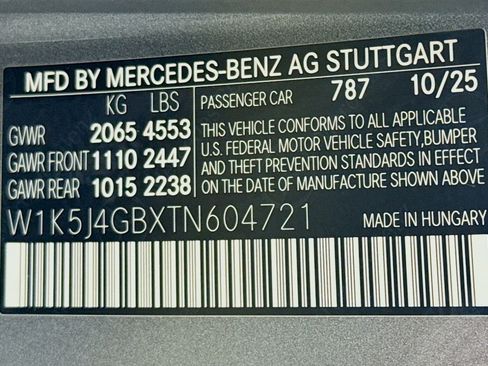 MFD BY MERCEDES-BENZ AG STUTTGART
KG LBS
GVWR 2065 4553
GAWR FRONT 1110 2447
GAWR REAR 1015 2238
PASSENGER CAR 787 10/25
THIS VEHICLE CONFORMS TO ALL APPLICABLE
U.S. FEDERAL MOTOR VEHICLE SAFETY, BUMPER
AND THEFT PREVENTION STANDARDS IN EFFECT
ON THE DATE OF MANUFACTURE SHOWN ABOVE.
W1K5J4GBXTN604721
MADE IN HUNGARY